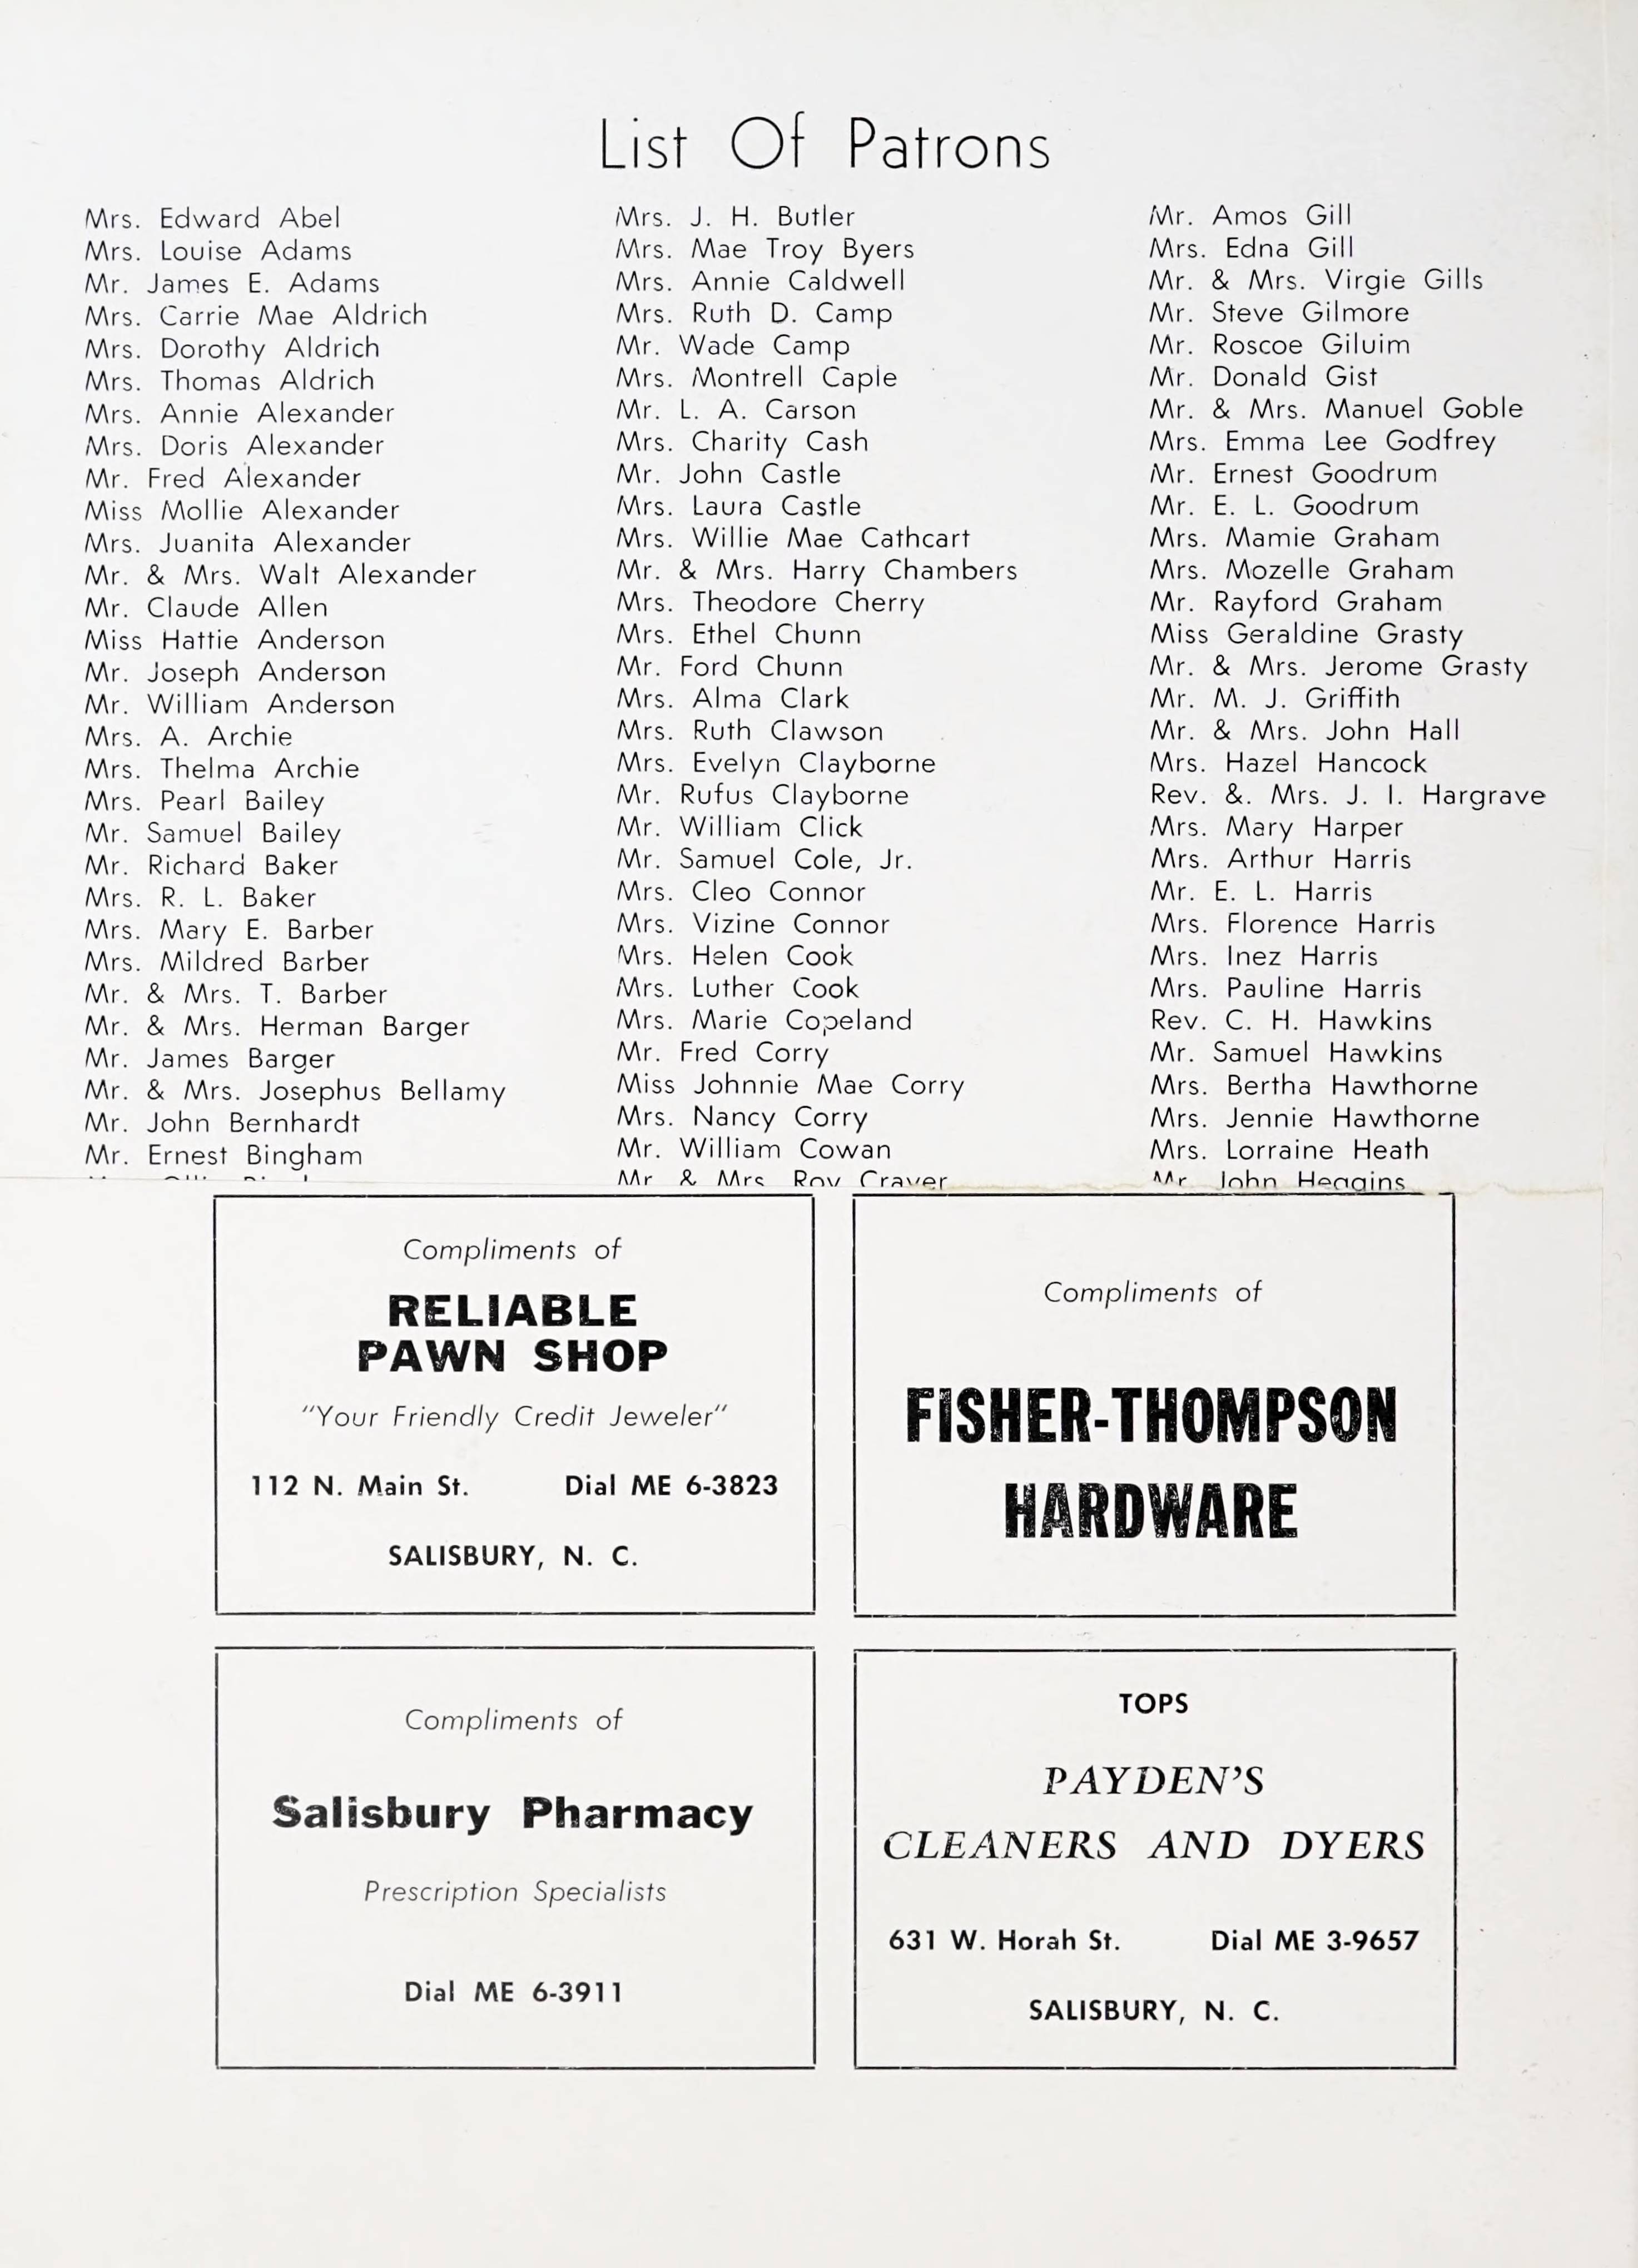 List Of Patrons
Mrs. Edward Abel
Mrs. Louise Adams
Mr. James E. Adams
Mrs. Carrie Mae Aldrich
Mrs. Dorothy Aldrich
Mrs. Thomas Aldrich
Mrs. Annie Alexander
Mrs. Doris Alexander
Mr. Fred Alexander
Miss Mollie Alexander
Mrs. Juanita Alexander
Mr. & Mrs. Walt Alexander
Mr. Claude Allen
Miss Hattie Anderson
Mr. Joseph Anderson
Mr. William Anderson
Mrs. A. Archie
Mrs. Thelma Archie
Mrs. Pearl Bailey
Mr. Samuel Bailey
Mr. Richard Baker
Mrs. R. L. Baker
Mrs. Mary E. Barber
Mrs. Mildred Barber
Mr. & Mrs. T. Barber
Mr. & Mrs. Herman Barger
Mr. James Barger
Mr. & Mrs. Josephus Bellamy
Mr. John Bernhardt
Mr. Ernest Bingham
Mrs. J. H. Butler
Mrs. Mae Troy Byers
Mrs. Annie Caldwell
Mrs. Ruth D. Camp
Mr. Wade Camp
Mrs. Montrell Caple
Mr. L. A. Carson
Mrs. Charity Cash
Mr. John Castle
Mrs. Laura Castle
Mrs. Willie Mae Cathcart
Mr. & Mrs. Harry Chambers
Mrs. Theodore Cherry
Mrs. Ethel Chunn
Mr. Ford Chunn
Mrs. Alma Clark
Mrs. Ruth Clawson
Mrs. Evelyn Clayborne
Mr. Rufus Clayborne
Mr. William Click
Mr. Samuel Cole, Jr.
Mrs. Cleo Connor
Mrs. Vizine Connor
Mrs. Helen Cook
Mrs. Luther Cook
Mrs. Marie Copeland
Mr. Fred Corry
Miss Johnnie Mae Corry
Mrs. Nancy Corry
Mr. William Cowan
Mr. & Mrs. Roy Craver
Mr. Amos Gill
Mrs. Edna Gill
Mr. & Mrs. Virgie Gills
Mr. Steve Gilmore
Mr. Roscoe Giluim
Mr. Donald Gist
Mr. & Mrs. Manuel Goble
Mrs. Emma Lee Godfrey
Mr. Ernest Goodrum
Mr. E. L. Goodrum
Mrs. Mamie Graham
Mrs. Mozelle Graham
Mr. Rayford Graham
Miss Geraldine Grasty
Mr. & Mrs. Jerome Grasty
Mr. M. J. Griffith
Mr. & Mrs. John Hall
Mrs. Hazel Hancock
Rev. &. Mrs. J. I. Hargrave
Mrs. Mary Harper
Mrs. Arthur Harris
Mr. E. L. Harris
Mrs. Florence Harris
Mrs. Inez Harris
Mrs. Pauline Harris
Rev. C. H. Hawkins
Mr. Samuel Hawkins
Mrs. Bertha Hawthorne
Mrs. Jennie Hawthorne
Mrs. Lorraine Heath
Mr. John Heggins
Compliments of
RELIABLE
PAWN SHOP
"Your Friendly Credit Jeweler"
112 N. Main St. Dial ME 6-3823
SALISBURY, N. C.
Compliments of
FISHER-THOMPSON
HARDWARE
Compliments of
Salisbury Pharmacy
Prescription Specialists
Dial ME 6-3911
TOPS
PAYDEN'S
CLEANERS AND DYERS
631 W. Horah St. Dial ME 3-9657
SALISBURY, N. C.